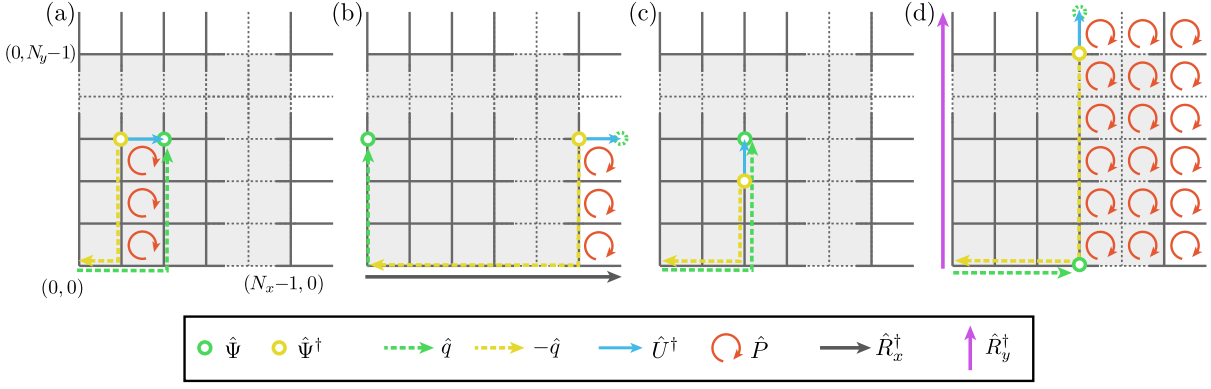 (a) (b) (c) (d)
(0, N_y−1)
(0, 0) (N_x−1, 0)
Ψ̂ Ψ̂† q̂ −q̂ Û† P̂ R̂_x† R̂_y†